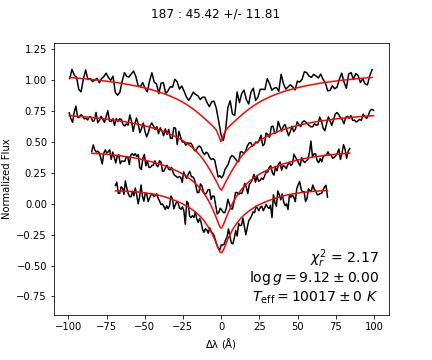 187 : 45.42 +/- 11.81
Normalized Flux
1.25
1.00
0.75
0.50
0.25
0.00
−0.25
−0.50
−0.75
χ²ᵣ = 2.17
log g = 9.12 ± 0.00
T_eff = 10017 ± 0 K
−100 −75 −50 −25 0 25 50 75 100
Δλ (Å)